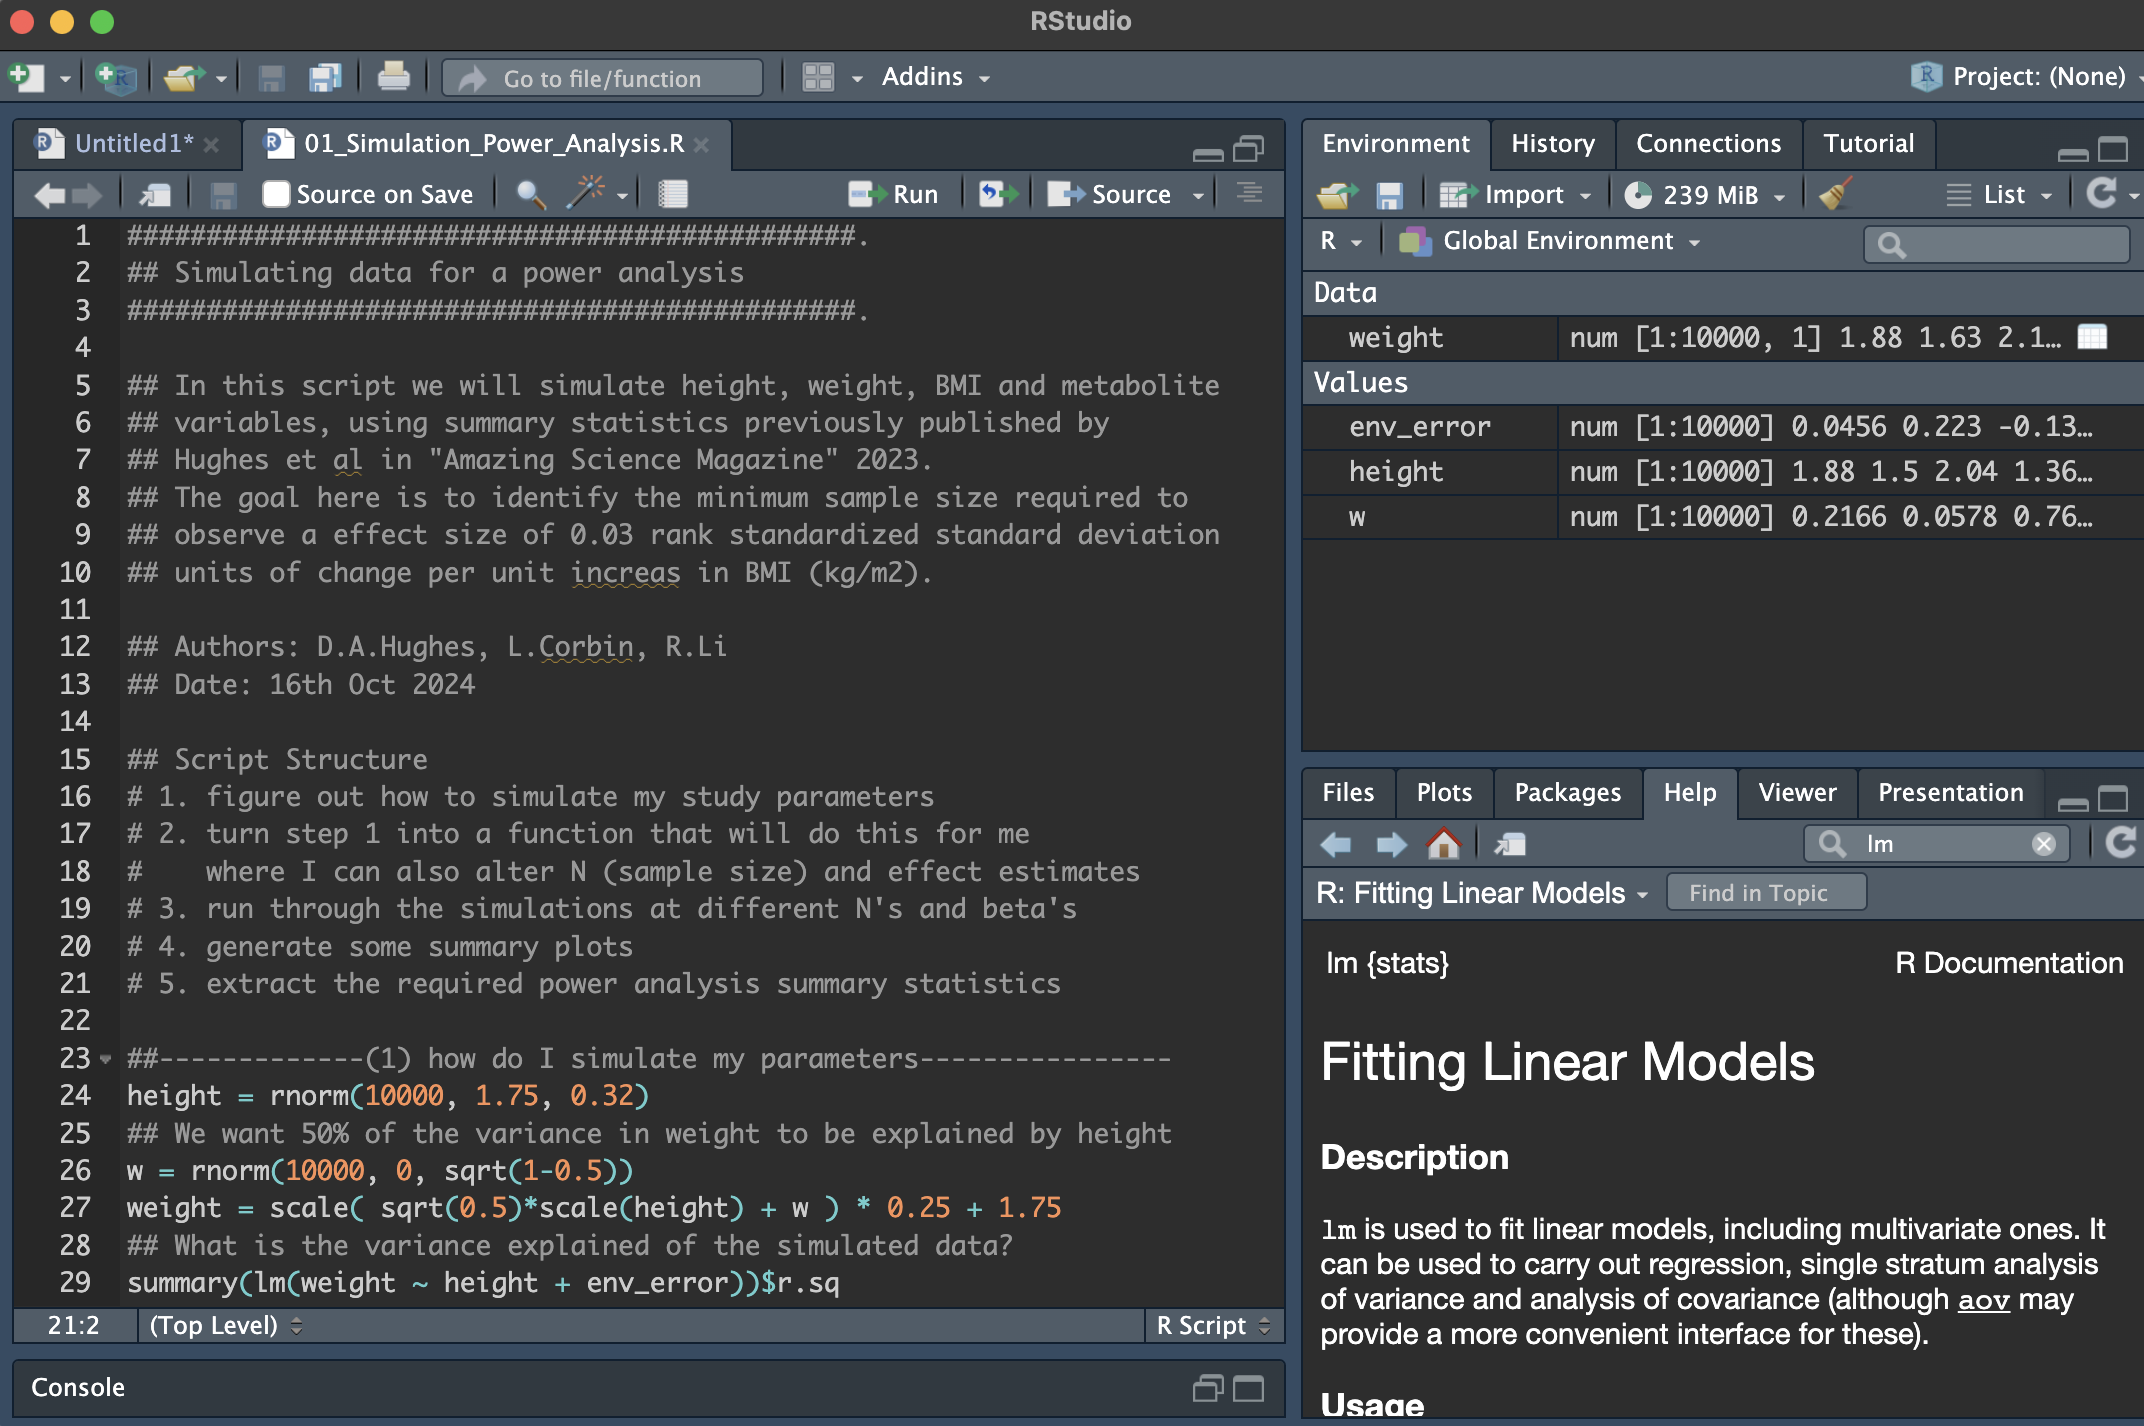 RStudio
Go to file/function
Addins
Project: (None)
Untitled1*
01_Simulation_Power_Analysis.R
Source on Save
Run
Source
1 ##############################################.
2 ## Simulating data for a power analysis
3 ##############################################.
4
5 ## In this script we will simulate height, weight, BMI and metabolite
6 ## variables, using summary statistics previously published by
7 ## Hughes et al in "Amazing Science Magazine" 2023.
8 ## The goal here is to identify the minimum sample size required to
9 ## observe a effect size of 0.03 rank standardized standard deviation
10 ## units of change per unit increas in BMI (kg/m2).
11
12 ## Authors: D.A.Hughes, L.Corbin, R.Li
13 ## Date: 16th Oct 2024
14
15 ## Script Structure
16 # 1. figure out how to simulate my study parameters
17 # 2. turn step 1 into a function that will do this for me
18 #    where I can also alter N (sample size) and effect estimates
19 # 3. run through the simulations at different N's and beta's
20 # 4. generate some summary plots
21 # 5. extract the required power analysis summary statistics
22
23 ##-------------(1) how do I simulate my parameters----------------
24 height = rnorm(10000, 1.75, 0.32)
25 ## We want 50% of the variance in weight to be explained by height
26 w = rnorm(10000, 0, sqrt(1-0.5))
27 weight = scale( sqrt(0.5)*scale(height) + w ) * 0.25 + 1.75
28 ## What is the variance explained of the simulated data?
29 summary(lm(weight ~ height + env_error))$r.sq
21:2
(Top Level)
R Script
Console
Environment
History
Connections
Tutorial
Import
239 MiB
List
R
Global Environment
Data
weight num [1:10000, 1] 1.88 1.63 2.1…
Values
env_error num [1:10000] 0.0456 0.223 -0.13…
height num [1:10000] 1.88 1.5 2.04 1.36…
w num [1:10000] 0.2166 0.0578 0.76…
Files
Plots
Packages
Help
Viewer
Presentation
lm
R: Fitting Linear Models
Find in Topic
lm {stats}
R Documentation
Fitting Linear Models
Description
lm is used to fit linear models, including multivariate ones. It
can be used to carry out regression, single stratum analysis
of variance and analysis of covariance (although aov may
provide a more convenient interface for these).
Usage